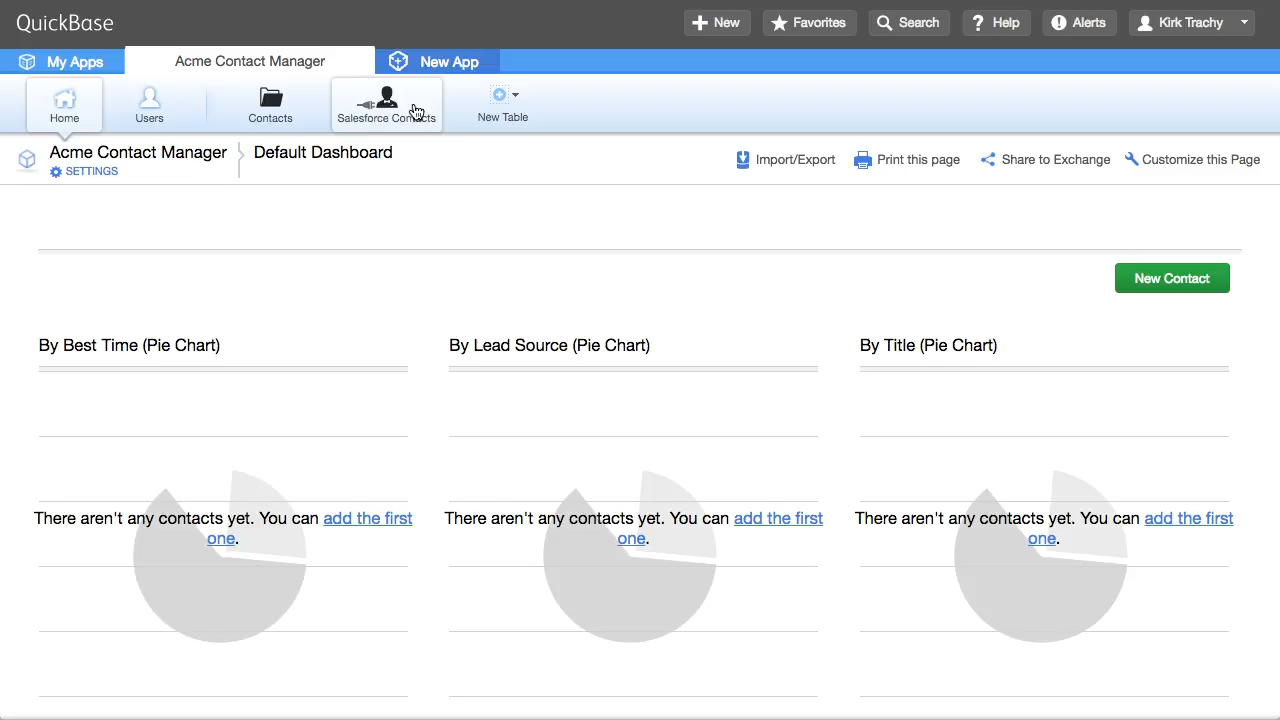 QuickBase
New
Favorites
Search
Help
Alerts
Kirk Trachy
My Apps
Acme Contact Manager
New App
Home
Users
Contacts
Salesforce Contacts
New Table
Acme Contact Manager
SETTINGS
Default Dashboard
Import/Export
Print this page
Share to Exchange
Customize this Page
New Contact
By Best Time (Pie Chart)
There aren't any contacts yet. You can add the first
one.
By Lead Source (Pie Chart)
There aren't any contacts yet. You can add the first
one.
By Title (Pie Chart)
There aren't any contacts yet. You can add the first
one.